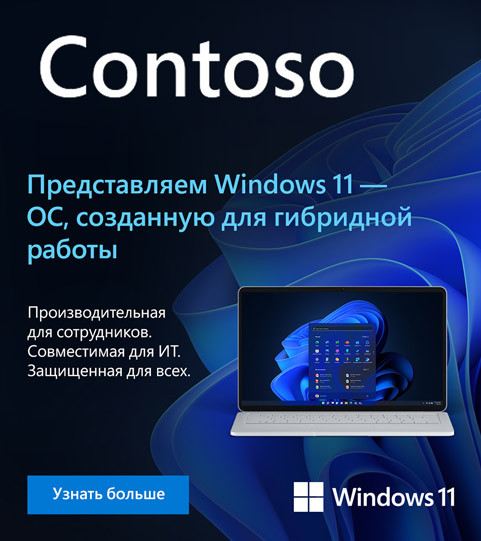 Contoso
Представляем Windows 11 —
ОС, созданную для гибридной
работы
Производительная
для сотрудников.
Совместимая для ИТ.
Защищенная для всех.
Узнать больше
Windows 11